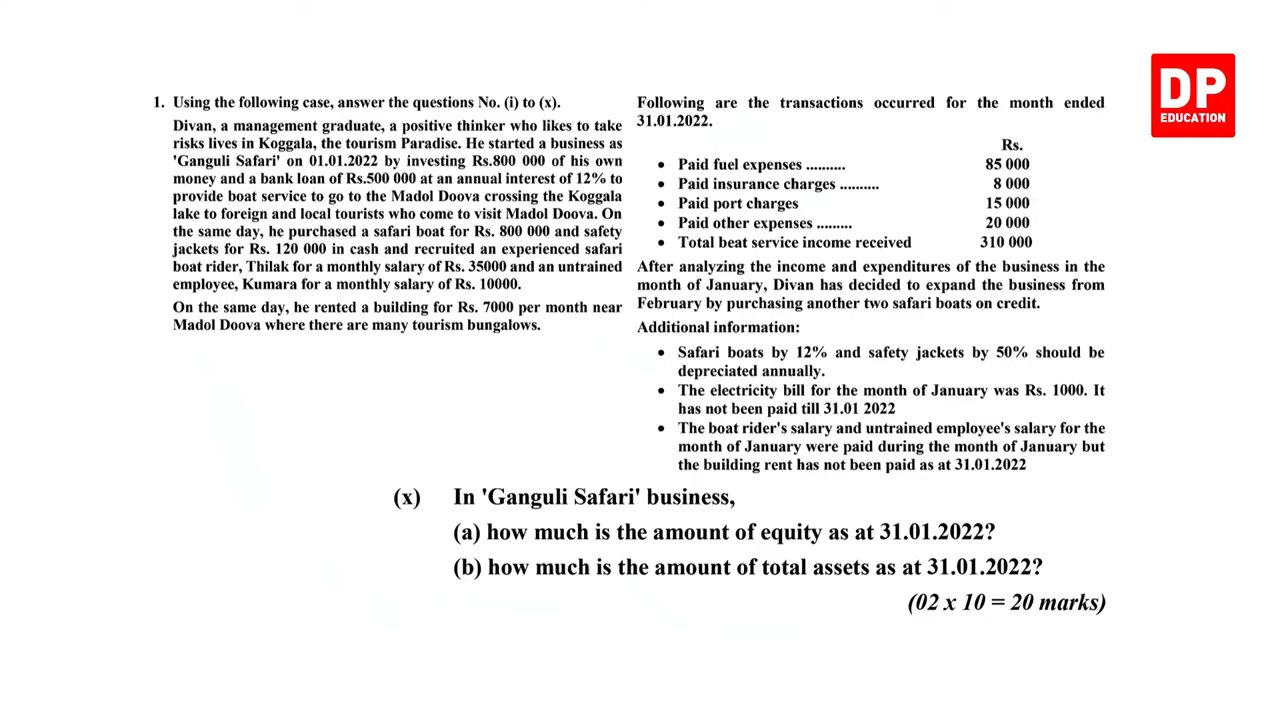 1. Using the following case, answer the questions No. (i) to (x).
Divan, a management graduate, a positive thinker who likes to take
risks lives in Koggala, the tourism Paradise. He started a business as
'Ganguli Safari' on 01.01.2022 by investing Rs.800 000 of his own
money and a bank loan of Rs.500 000 at an annual interest of 12% to
provide boat service to go to the Madol Doova crossing the Koggala
lake to foreign and local tourists who come to visit Madol Doova. On
the same day, he purchased a safari boat for Rs. 800 000 and safety
jackets for Rs. 120 000 in cash and recruited an experienced safari
boat rider, Thilak for a monthly salary of Rs. 35000 and an untrained
employee, Kumara for a monthly salary of Rs. 10000.
On the same day, he rented a building for Rs. 7000 per month near
Madol Doova where there are many tourism bungalows.
Following are the transactions occurred for the month ended
31.01.2022.
Rs.
• Paid fuel expenses .......... 85 000
• Paid insurance charges .......... 8 000
• Paid port charges 15 000
• Paid other expenses ......... 20 000
• Total beat service income received 310 000
After analyzing the income and expenditures of the business in the
month of January, Divan has decided to expand the business from
February by purchasing another two safari boats on credit.
Additional information:
• Safari boats by 12% and safety jackets by 50% should be
depreciated annually.
• The electricity bill for the month of January was Rs. 1000. It
has not been paid till 31.01 2022
• The boat rider's salary and untrained employee's salary for the
month of January were paid during the month of January but
the building rent has not been paid as at 31.01.2022
(x) In 'Ganguli Safari' business,
(a) how much is the amount of equity as at 31.01.2022?
(b) how much is the amount of total assets as at 31.01.2022?
(02 x 10 = 20 marks)
DP
EDUCATION